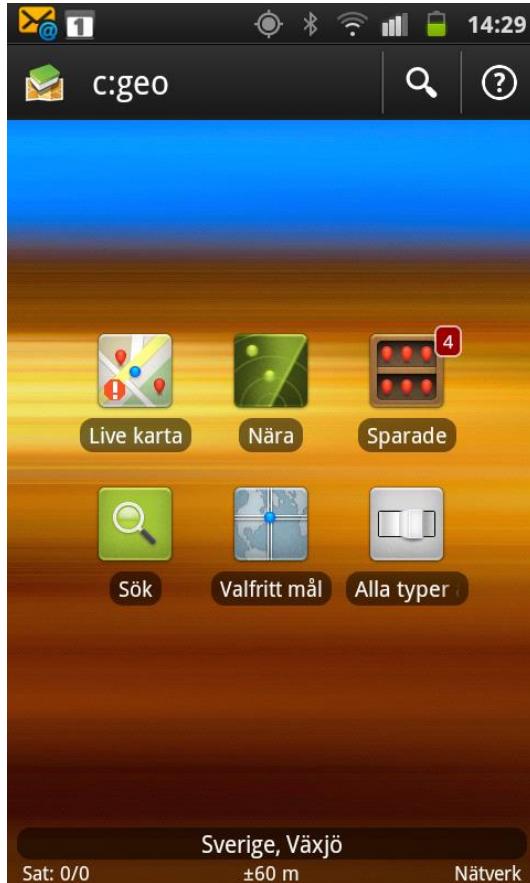 1 14:29
c:geo
4
Live karta Nära Sparade
Sök Valfritt mål Alla typer
Sverige, Växjö
Sat: 0/0 ±60 m Nätverk